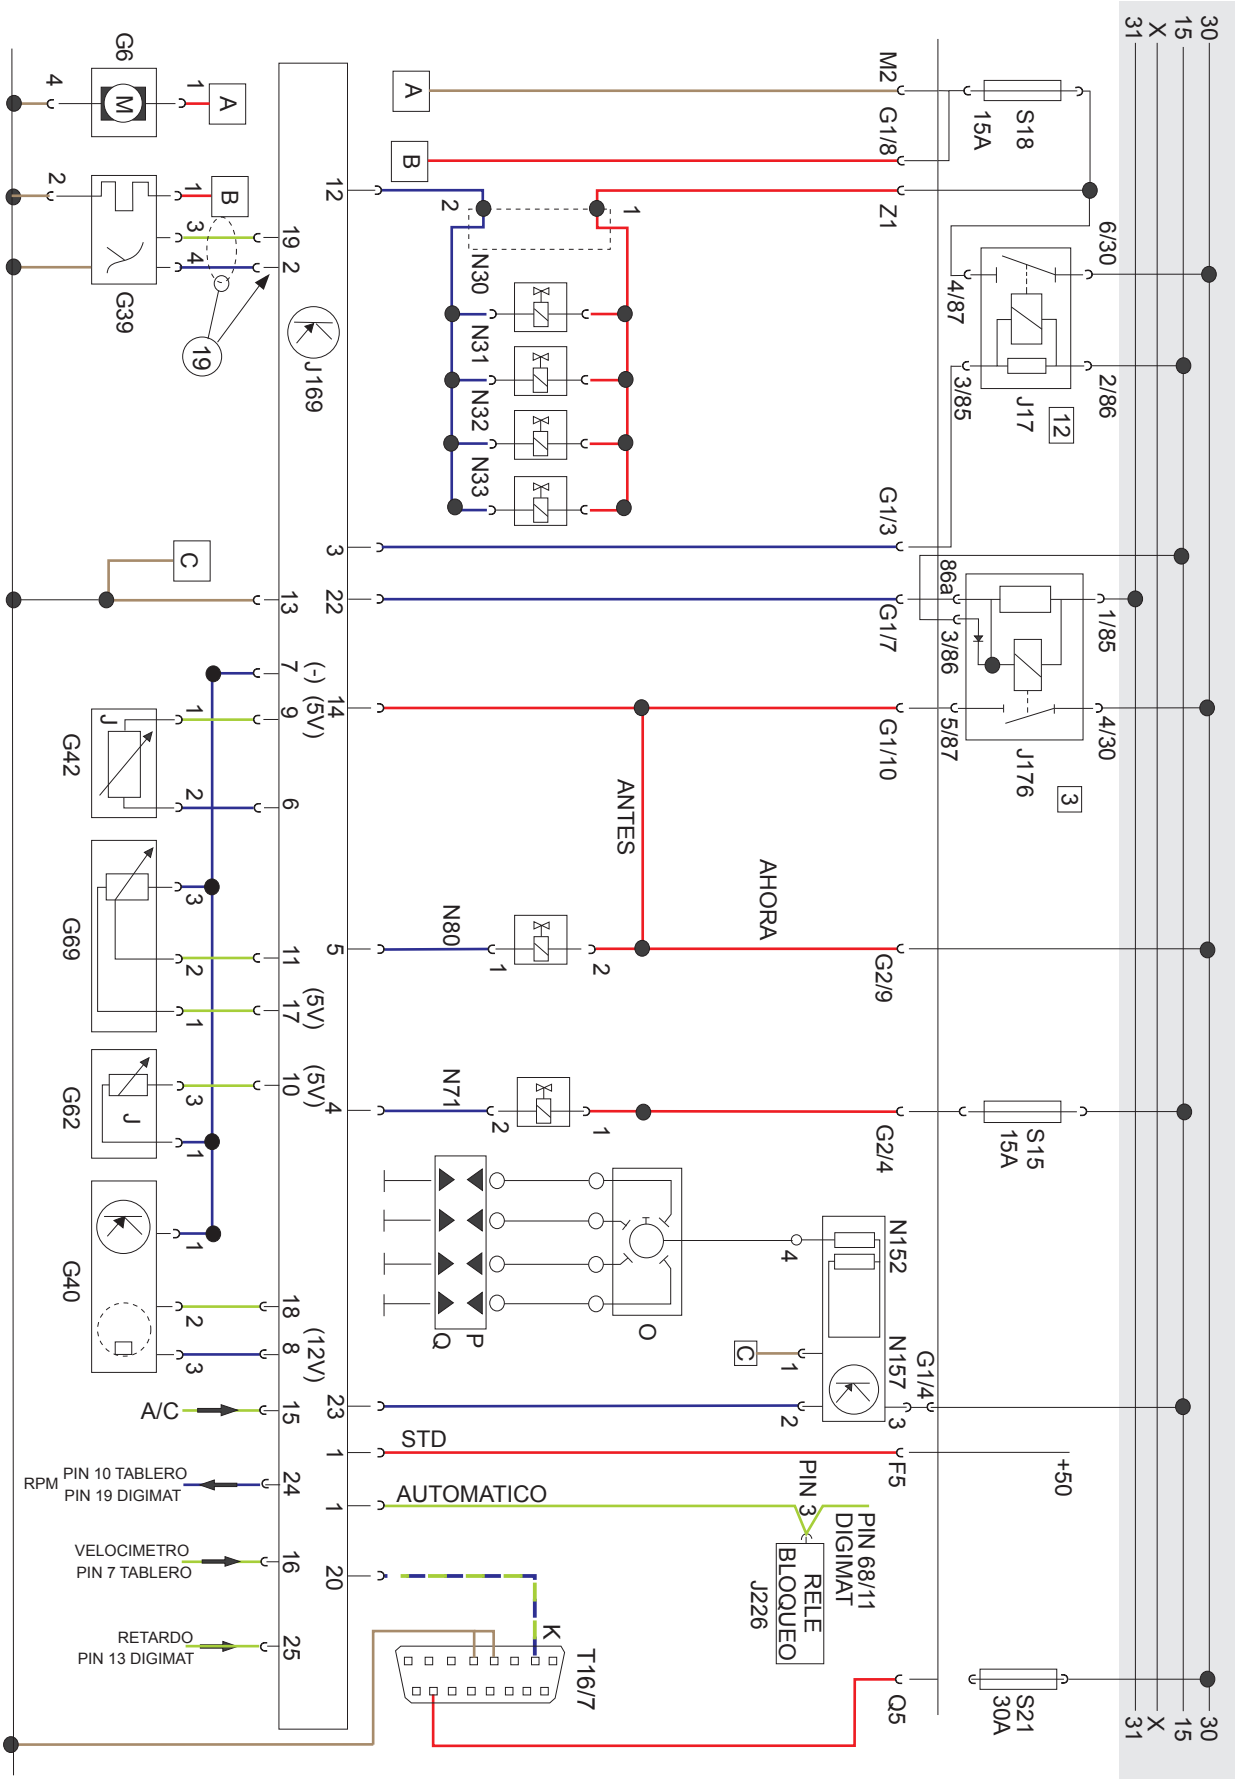 30
15
X
31
S18
15A
M2
G1/8
Z1
A
B
6/30
4/87
3/85
2/86
J17
12
G1/3
86a
G1/7
3/86
1/85
5/87
4/30
G1/10
J176
3
ANTES
AHORA
G2/9
G2/4
S15
15A
N152
N157
4
G1/4
3
C
1
2
O
P
Q
F5
+50
PIN 3
PIN 68/11
DIGIMAT
RELE
BLOQUEO
J226
Q5
S21
30A
30
15
X
31
1
2
N30
N31
N32
N33
N80
1
2
N71
2
1
STD
AUTOMATICO
K
T16/7
12
3
22
14
5
4
23
1
1
20
J169
19
2
13
7
(-)
9
(5V)
6
11
17
(5V)
10
(5V)
18
8
(12V)
15
24
16
25
G6
4
1
M
A
2
1
B
3
4
G39
19
C
J
1
2
G42
3
2
1
G69
3
1
J
G62
1
2
3
G40
A/C
RPM
PIN 10 TABLERO
PIN 19 DIGIMAT
VELOCIMETRO
PIN 7 TABLERO
RETARDO
PIN 13 DIGIMAT